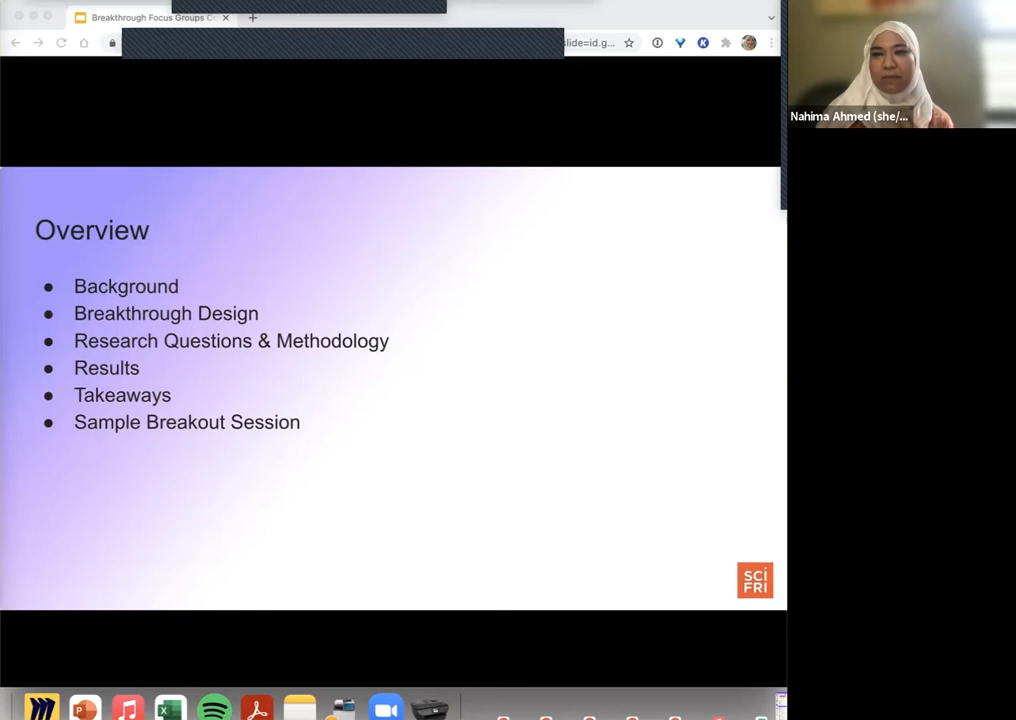 Breakthrough Focus Groups C
slide=id.g...
Nahima Ahmed (she/...
Overview
● Background
● Breakthrough Design
● Research Questions & Methodology
● Results
● Takeaways
● Sample Breakout Session
SCI
FRI